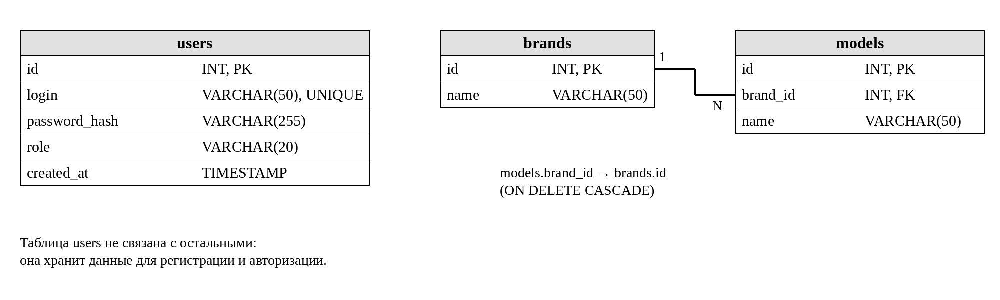 users
id INT, PK
login VARCHAR(50), UNIQUE
password_hash VARCHAR(255)
role VARCHAR(20)
created_at TIMESTAMP
brands
id INT, PK
name VARCHAR(50)
1
N
models
id INT, PK
brand_id INT, FK
name VARCHAR(50)
models.brand_id → brands.id
(ON DELETE CASCADE)
Таблица users не связана с остальными:
она хранит данные для регистрации и авторизации.